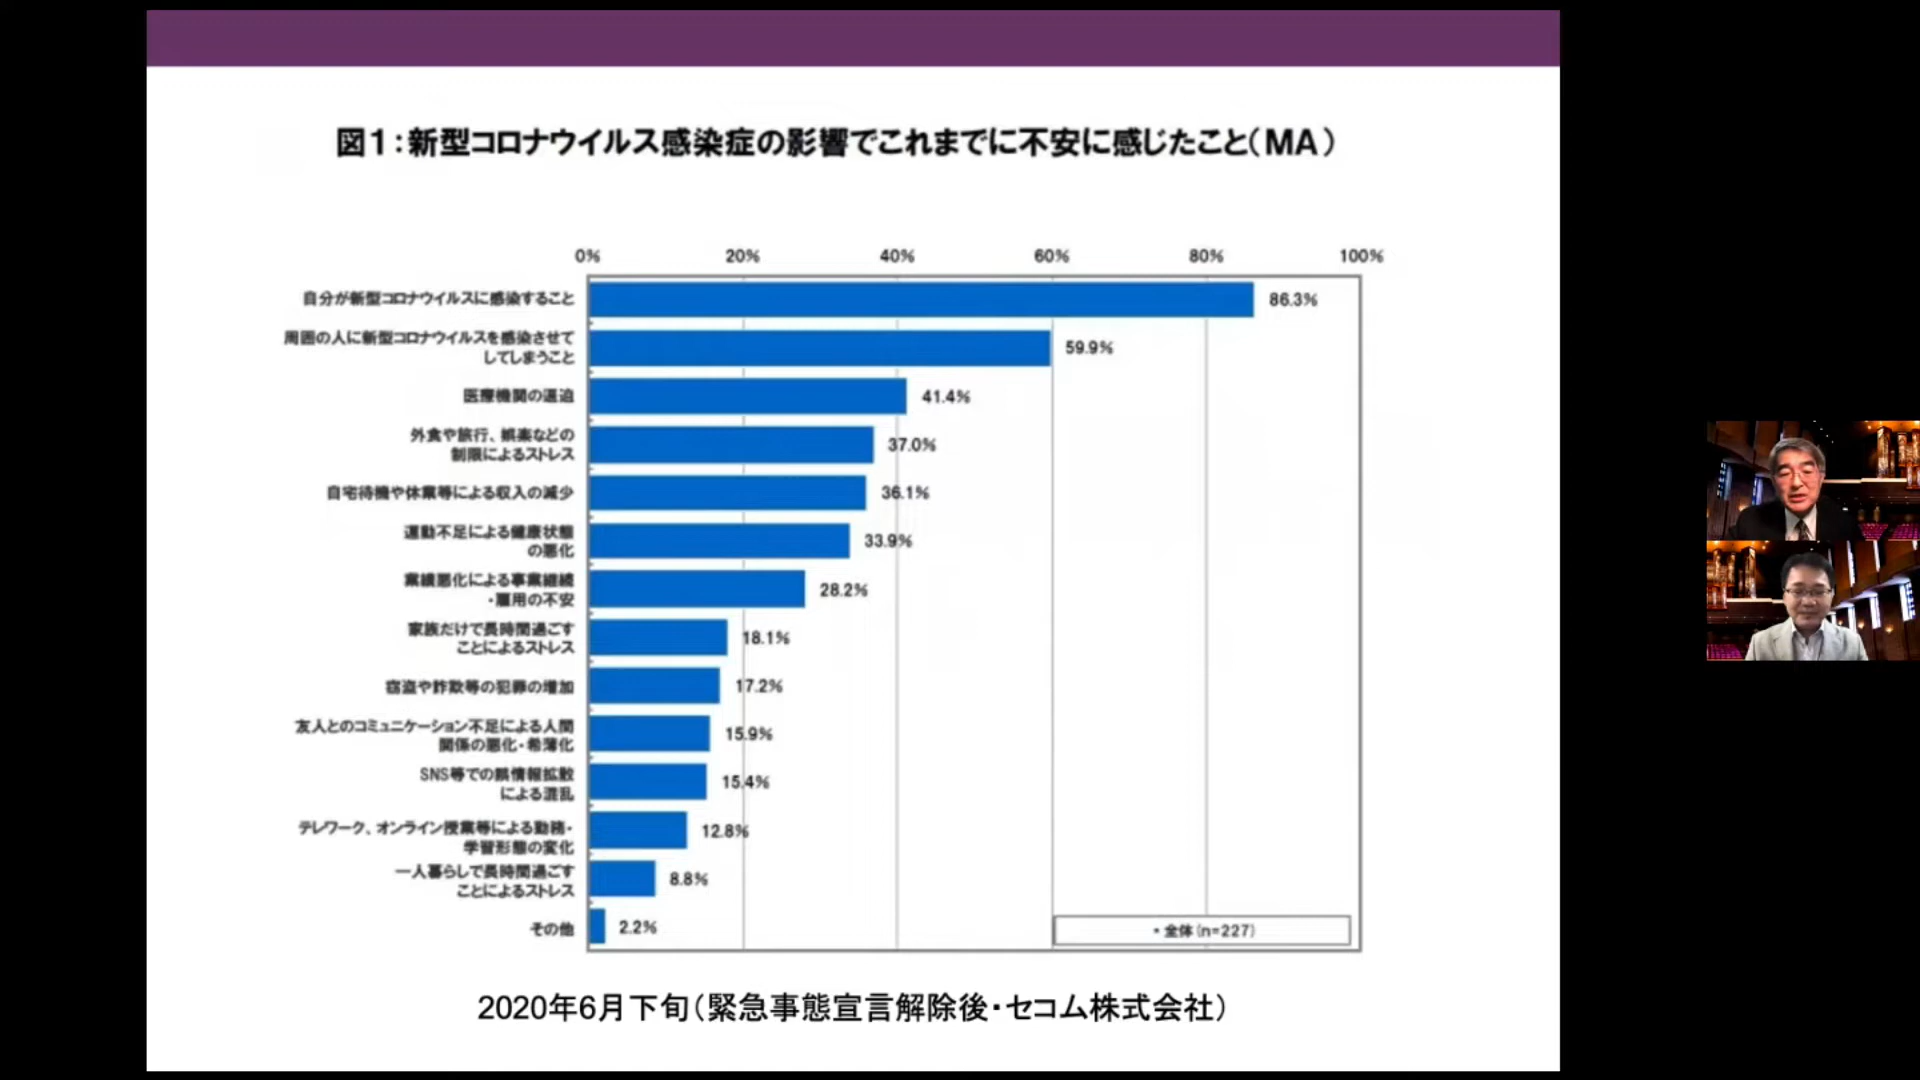 図1：新型コロナウイルス感染症の影響でこれまでに不安に感じたこと（MA）
0% 20% 40% 60% 80% 100%
自分が新型コロナウイルスに感染すること 86.3%
周囲の人に新型コロナウイルスを感染させて
してしまうこと 59.9%
医療機関の逼迫 41.4%
外食や旅行、娯楽などの
制限によるストレス 37.0%
自宅待機や休業等による収入の減少 36.1%
運動不足による健康状態
の悪化 33.9%
業績悪化による事業継続
・雇用の不安 28.2%
家族だけで長時間過ごす
ことによるストレス 18.1%
窃盗や詐欺等の犯罪の増加 17.2%
友人とのコミュニケーション不足による人間
関係の悪化・希薄化 15.9%
SNS等での誤情報拡散
による混乱 15.4%
テレワーク、オンライン授業等による勤務・
学習形態の変化 12.8%
一人暮らしで長時間過ごす
ことによるストレス 8.8%
その他 2.2%
・全体(n=227)
2020年6月下旬（緊急事態宣言解除後・セコム株式会社）